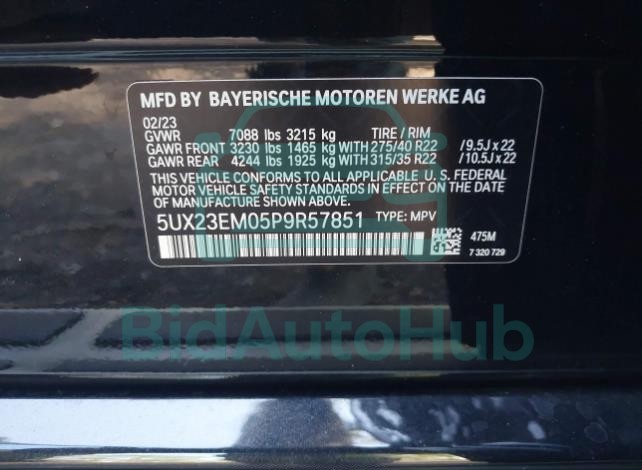 MFD BY BAYERISCHE MOTOREN WERKE AG
02/23
GVWR 7088 lbs 3215 kg TIRE / RIM
GAWR FRONT 3230 lbs 1465 kg WITH 275/40 R22 /9.5J x 22
GAWR REAR 4244 lbs 1925 kg WITH 315/35 R22 /10.5J x 22
THIS VEHICLE CONFORMS TO ALL APPLICABLE U. S. FEDERAL
MOTOR VEHICLE SAFETY STANDARDS IN EFFECT ON THE DATE OF
MANUFACTURE SHOWN ABOVE.
5UX23EM05P9R57851 TYPE: MPV
475M
7 320 729
BidAutoHub